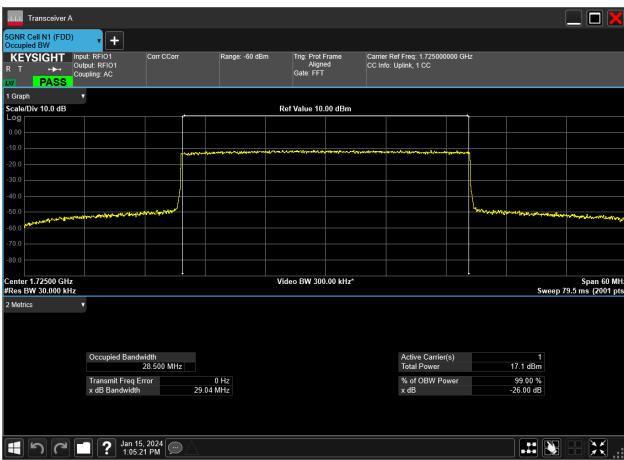 Transceiver A
5GNR Cell N1 (FDD)
Occupied BW
KEYSIGHT
R T
PASS
Input: RFIO1
Output: RFIO1
Coupling: AC
Corr CCorr
Range: -60 dBm
Trig: Prot Frame
Aligned
Gate: FFT
Carrier Ref Freq: 1.725000000 GHz
CC Info: Uplink, 1 CC
1 Graph
Scale/Div 10.0 dB
Ref Value 10.00 dBm
Log
0.00
-10.0
-20.0
-30.0
-40.0
-50.0
-60.0
-70.0
-80.0
Center 1.72500 GHz
Video BW 300.00 kHz*
Span 60 MHz
#Res BW 30.000 kHz
Sweep 79.5 ms (2001 pts
2 Metrics
Occupied Bandwidth
28.500 MHz
Active Carrier(s) 1
Total Power 17.1 dBm
Transmit Freq Error 0 Hz
x dB Bandwidth 29.04 MHz
% of OBW Power 99.00 %
x dB -26.00 dB
?
Jan 15, 2024
1:05:21 PM